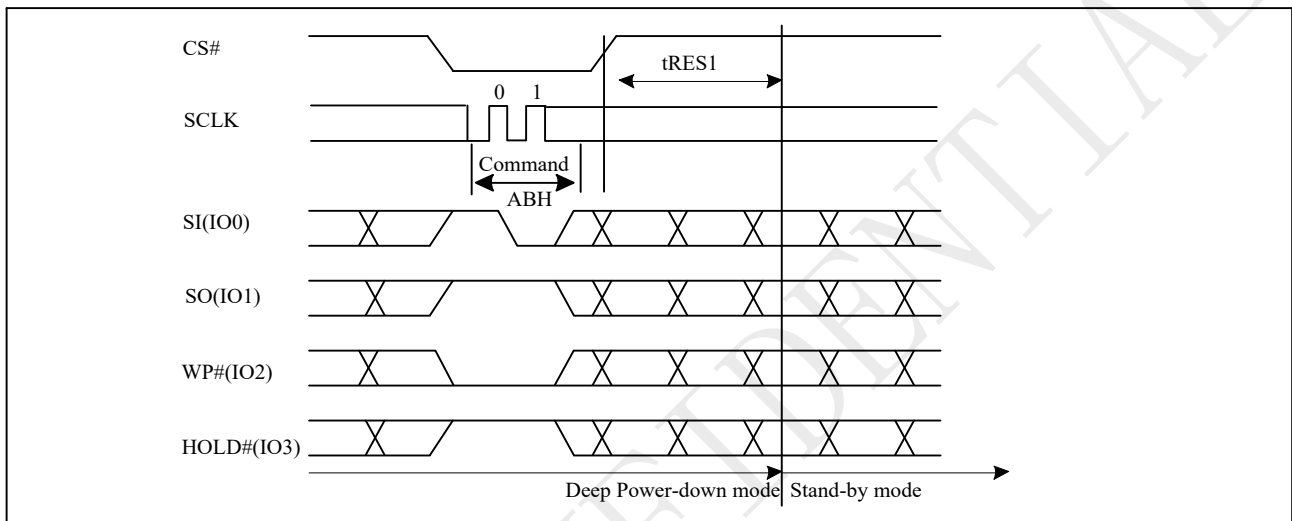 CS#
tRES1
0 1
SCLK
Command
ABH
SI(IO0)
SO(IO1)
WP#(IO2)
HOLD#(IO3)
Deep Power-down mode Stand-by mode
IDENTIAL